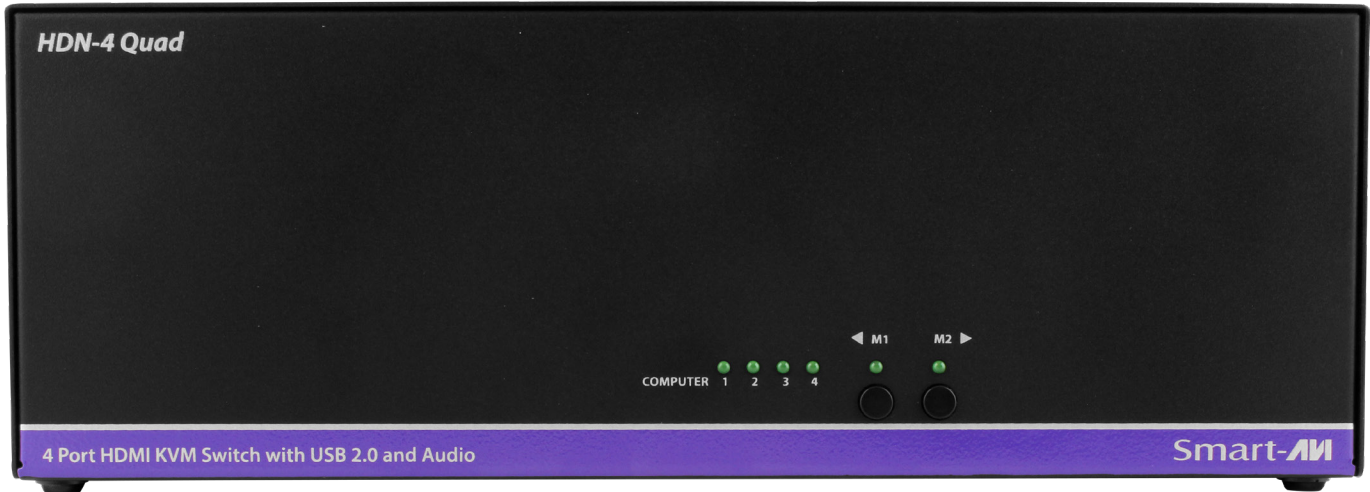 HDN-4 Quad
◀ M1 M2 ▶
COMPUTER 1 2 3 4
4 Port HDMI KVM Switch with USB 2.0 and Audio
Smart-AVI